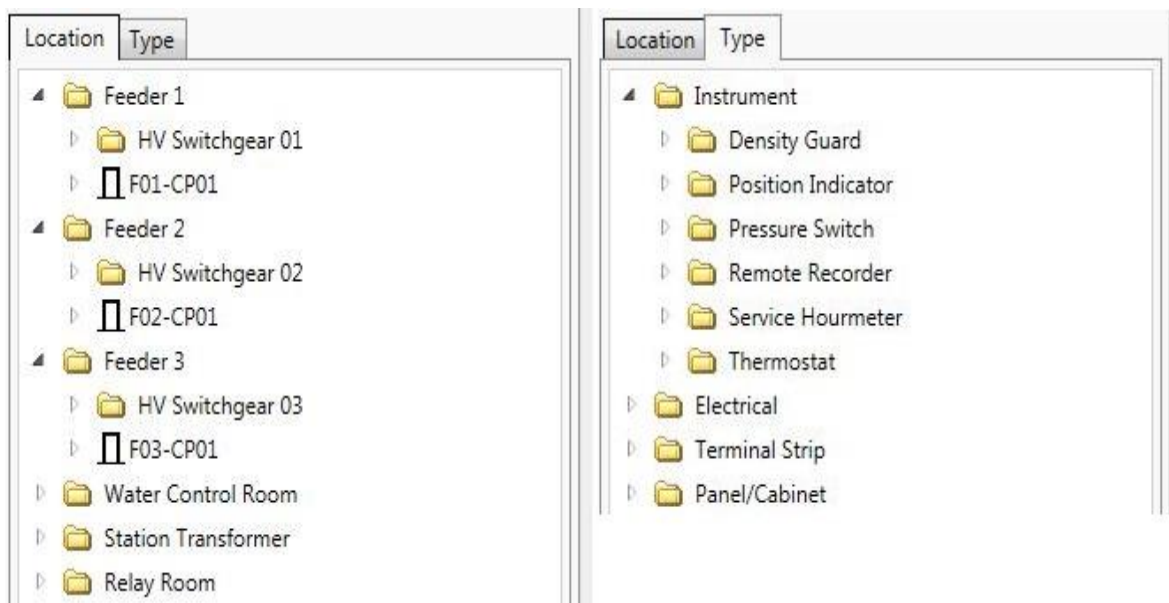 Location Type
Feeder 1
HV Switchgear 01
F01-CP01
Feeder 2
HV Switchgear 02
F02-CP01
Feeder 3
HV Switchgear 03
F03-CP01
Water Control Room
Station Transformer
Relay Room
Location Type
Instrument
Density Guard
Position Indicator
Pressure Switch
Remote Recorder
Service Hourmeter
Thermostat
Electrical
Terminal Strip
Panel/Cabinet